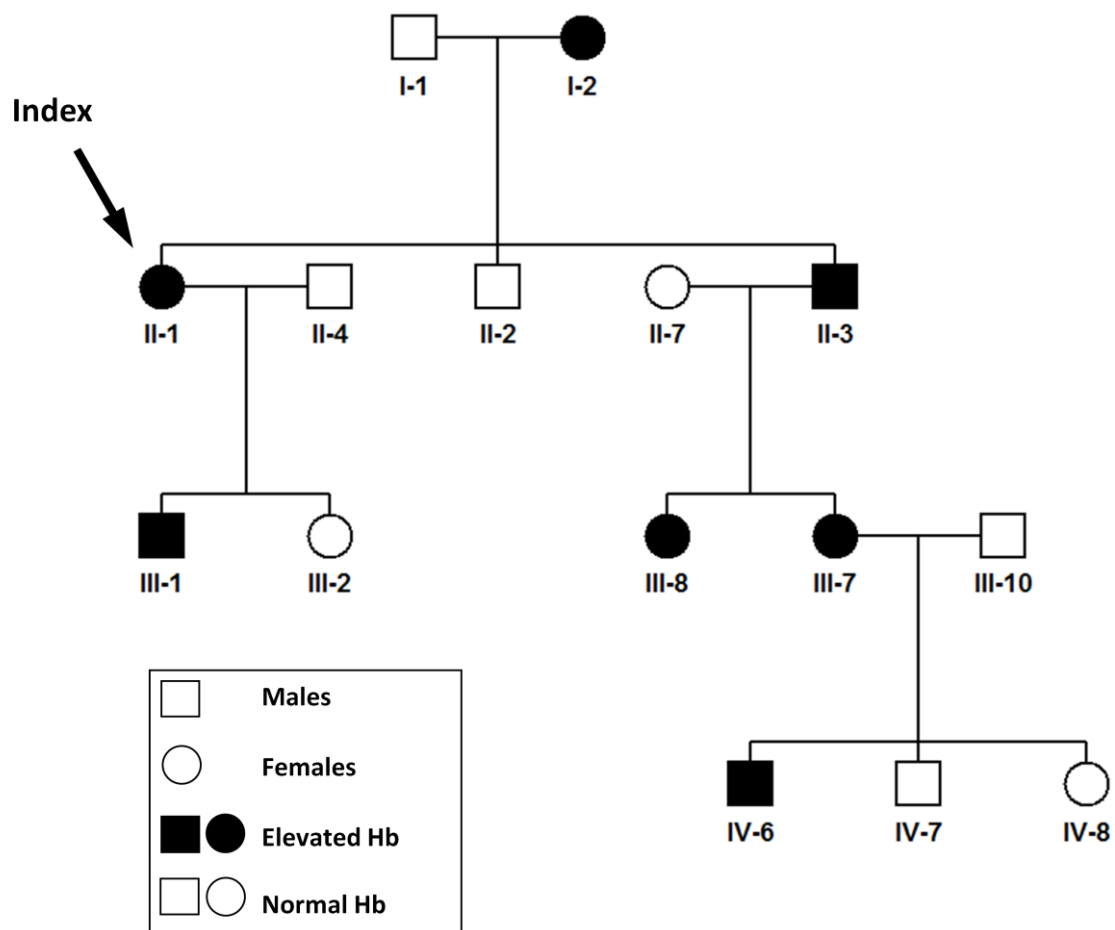 I-1 I-2
Index
II-1 II-4 II-2 II-7 II-3
III-1 III-2 III-8 III-7 III-10
Males
Females
Elevated Hb
Normal Hb
IV-6 IV-7 IV-8